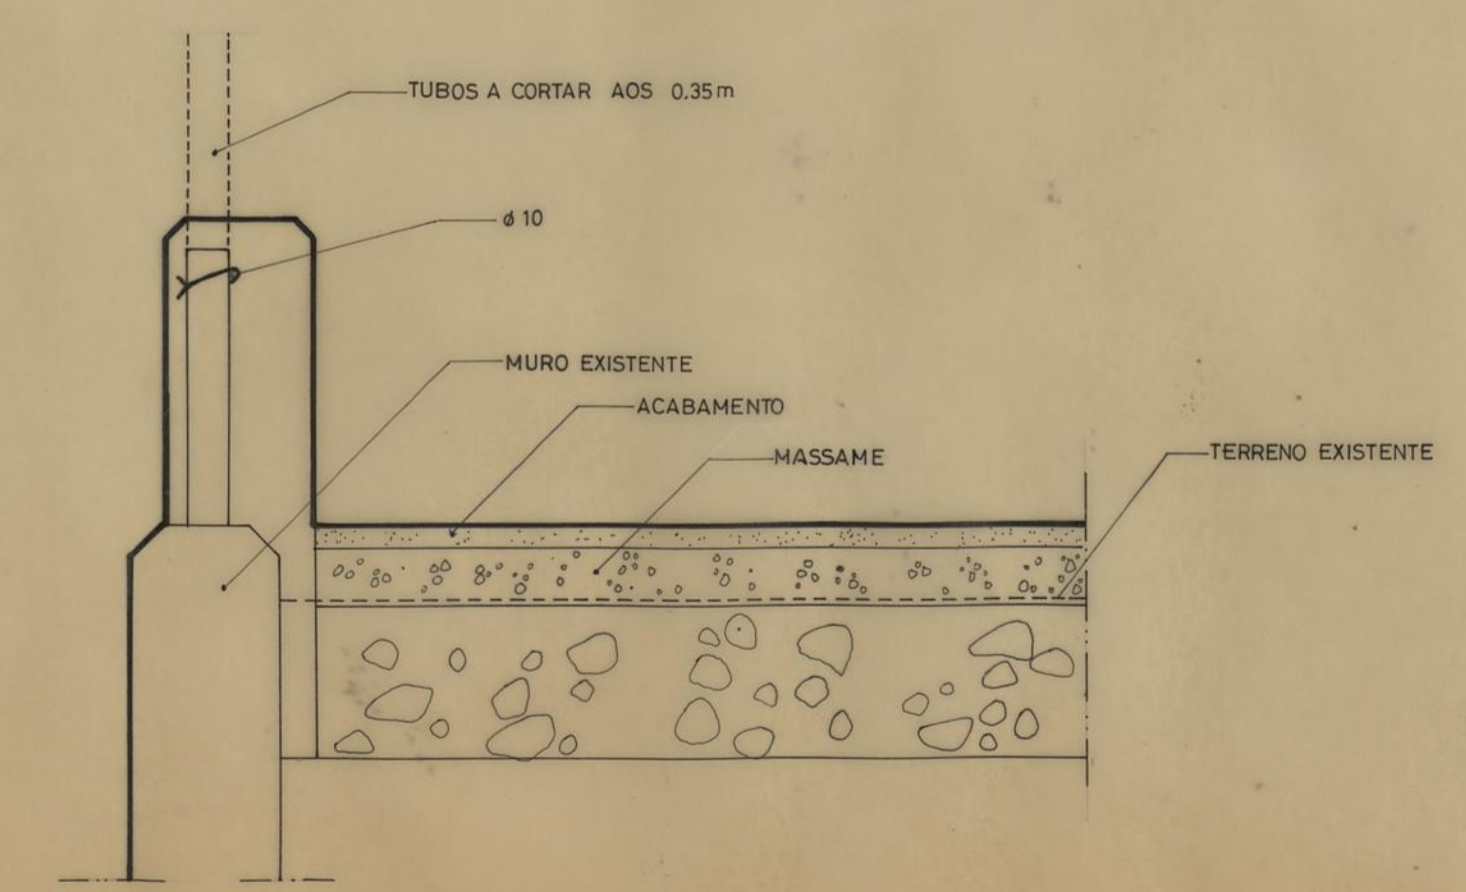 TUBOS A CORTAR AOS 0.35m
ø 10
MURO EXISTENTE
ACABAMENTO
MASSAME
TERRENO EXISTENTE